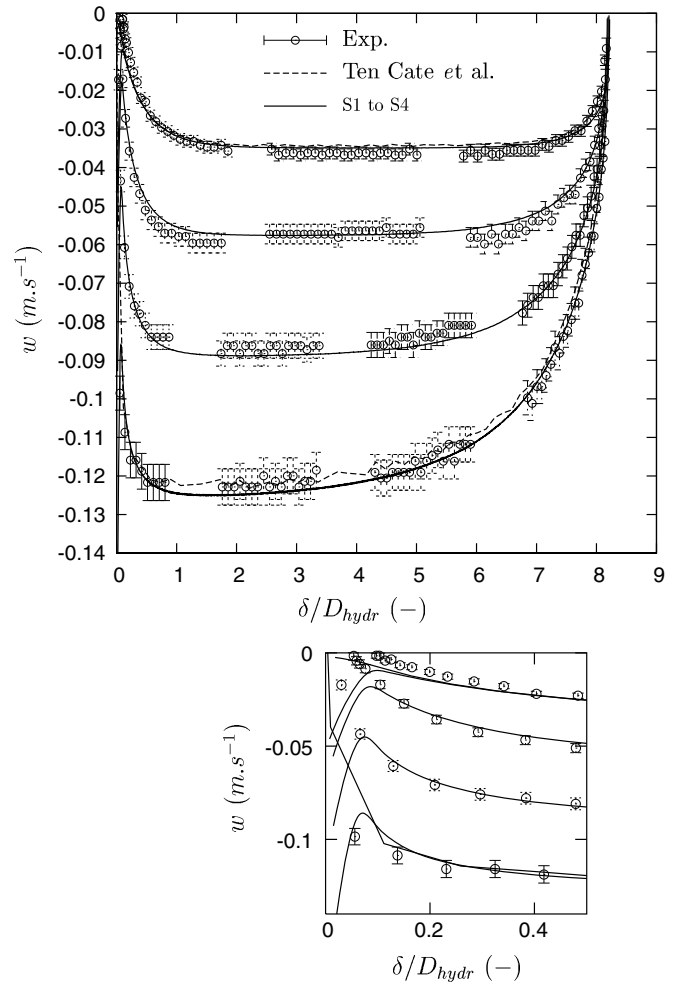 0
-0.01
-0.02
-0.03
-0.04
-0.05
-0.06
-0.07
-0.08
-0.09
-0.1
-0.11
-0.12
-0.13
-0.14
w (m.s⁻¹)
Exp.
Ten Cate et al.
S1 to S4
0 1 2 3 4 5 6 7 8 9
δ/D_hydr (−)
0
-0.05
-0.1
w (m.s⁻¹)
0 0.2 0.4
δ/D_hydr (−)